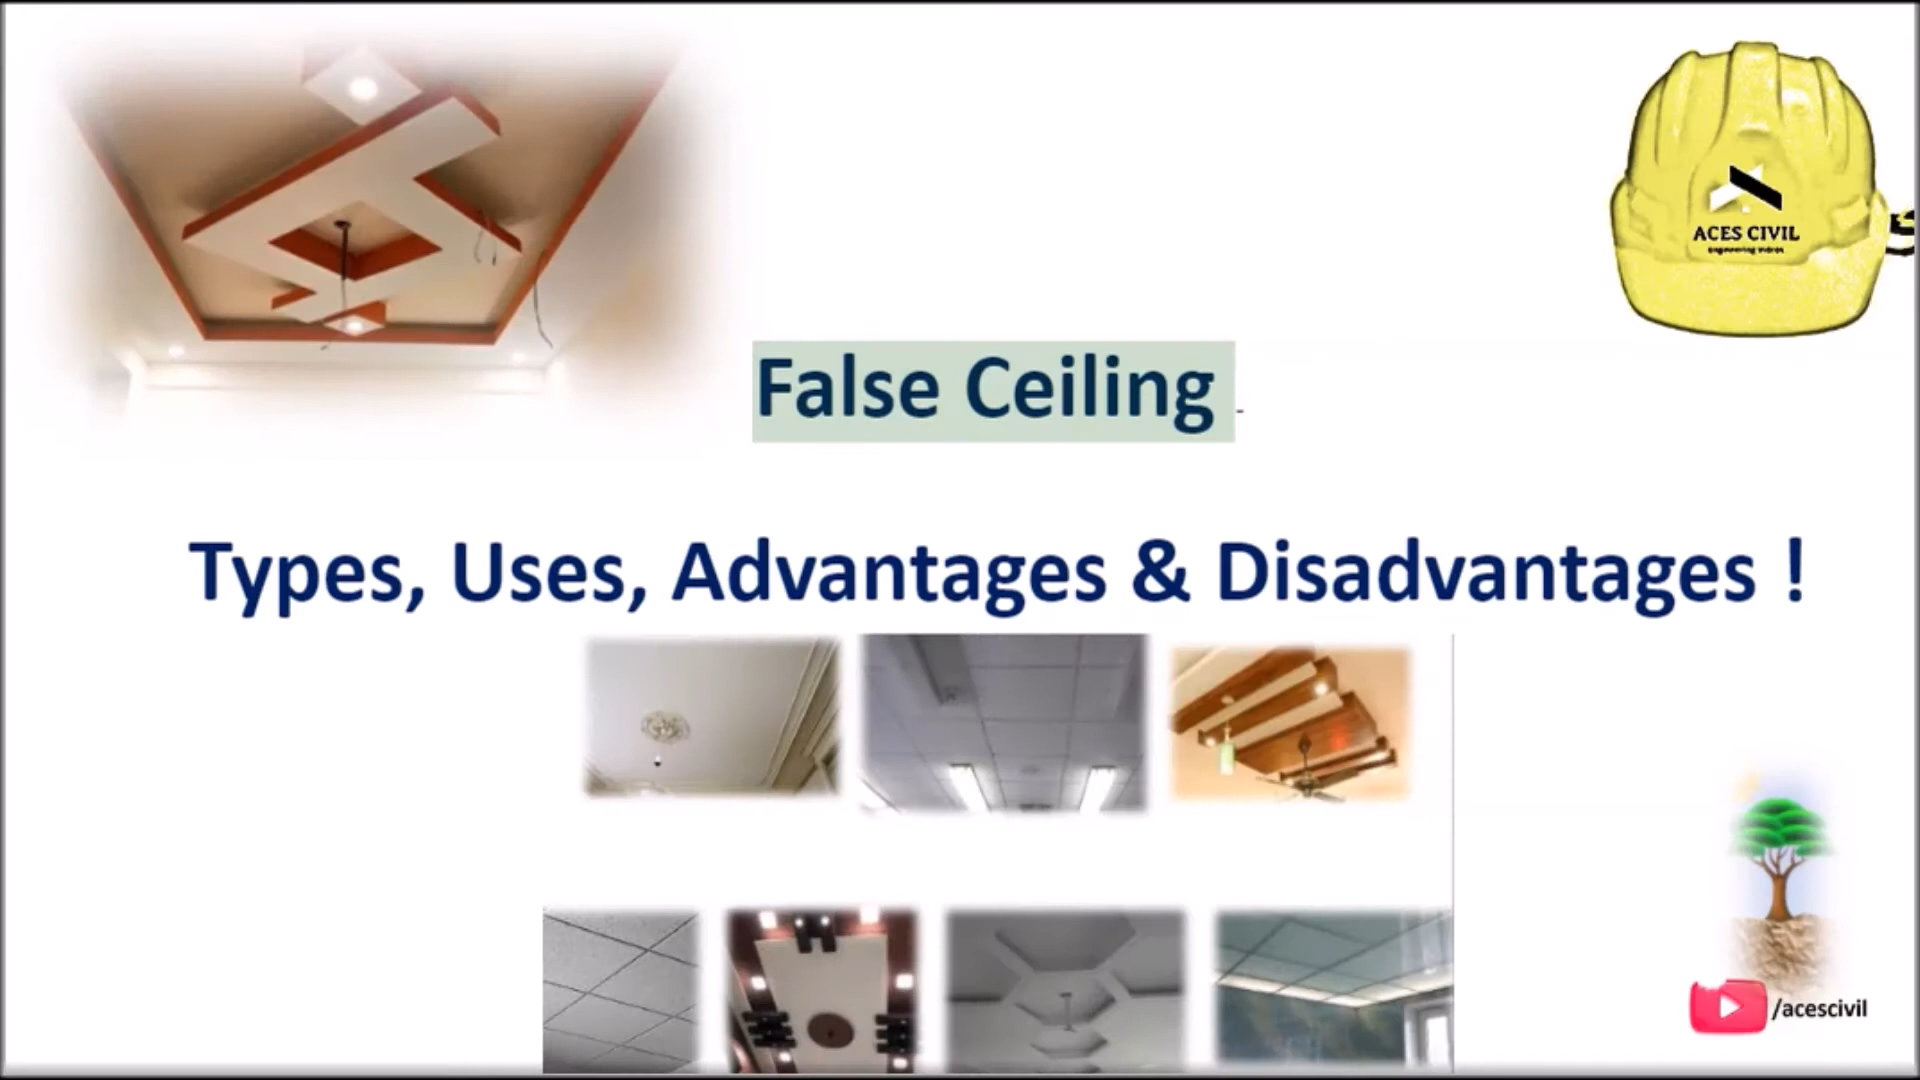 ACES CIVIL
False Ceiling
Types, Uses, Advantages & Disadvantages !
/acescivil